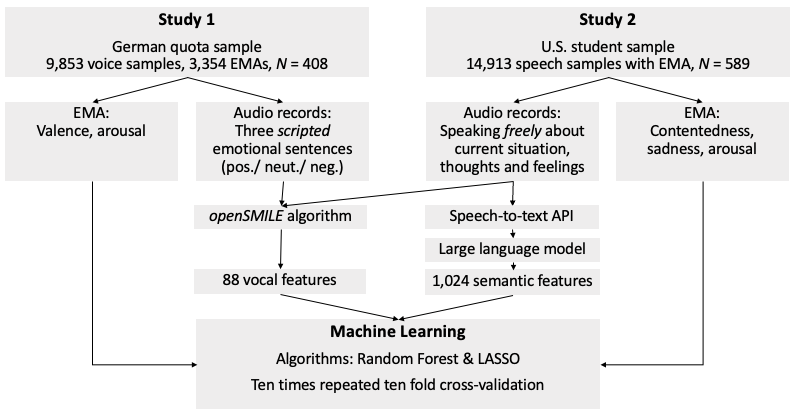 Study 1
German quota sample
9,853 voice samples, 3,354 EMAs, N = 408
Study 2
U.S. student sample
14,913 speech samples with EMA, N = 589
EMA:
Valence, arousal
Audio records:
Three scripted
emotional sentences
(pos./ neut./ neg.)
Audio records:
Speaking freely about
current situation,
thoughts and feelings
EMA:
Contentedness,
sadness, arousal
openSMILE algorithm
Speech-to-text API
Large language model
88 vocal features
1,024 semantic features
Machine Learning
Algorithms: Random Forest & LASSO
Ten times repeated ten fold cross-validation